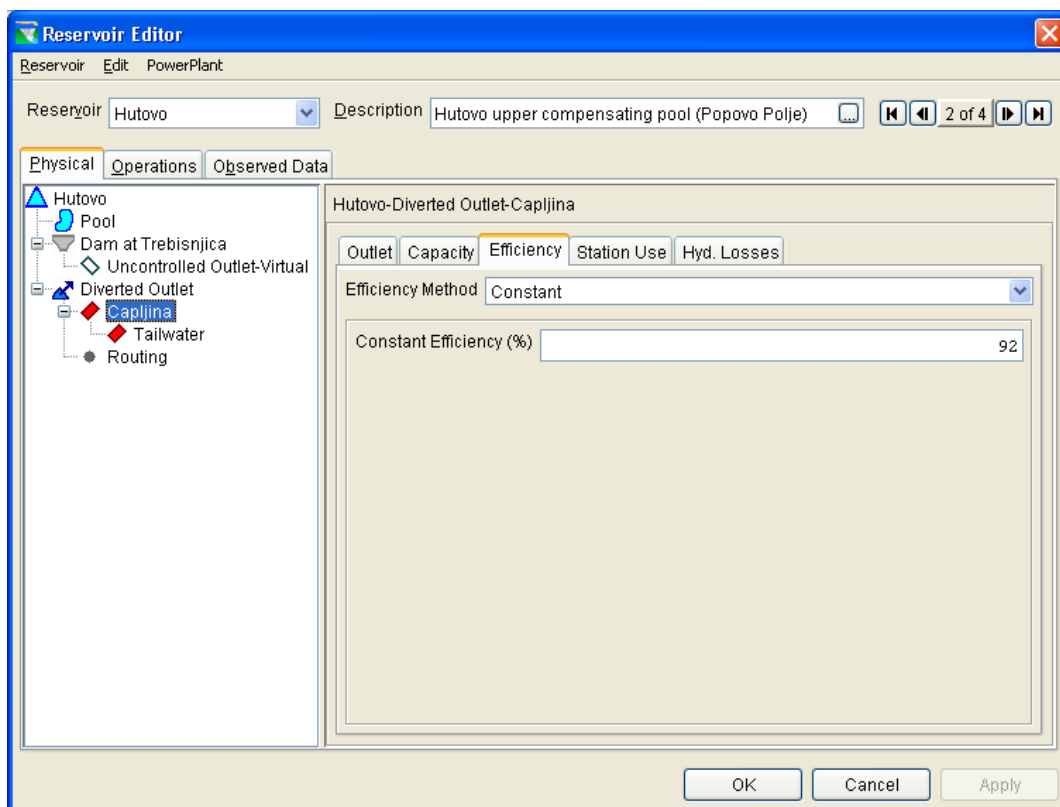 Reservoir Editor
Reservoir Edit PowerPlant
Reservoir Hutovo Description Hutovo upper compensating pool (Popovo Polje) ... 2 of 4
Physical Operations Observed Data
Hutovo
Pool
Dam at Trebisnjica
Uncontrolled Outlet-Virtual
Diverted Outlet
Capljina
Tailwater
Routing
Hutovo-Diverted Outlet-Capljina
Outlet Capacity Efficiency Station Use Hyd. Losses
Efficiency Method Constant
Constant Efficiency (%) 92
OK Cancel Apply